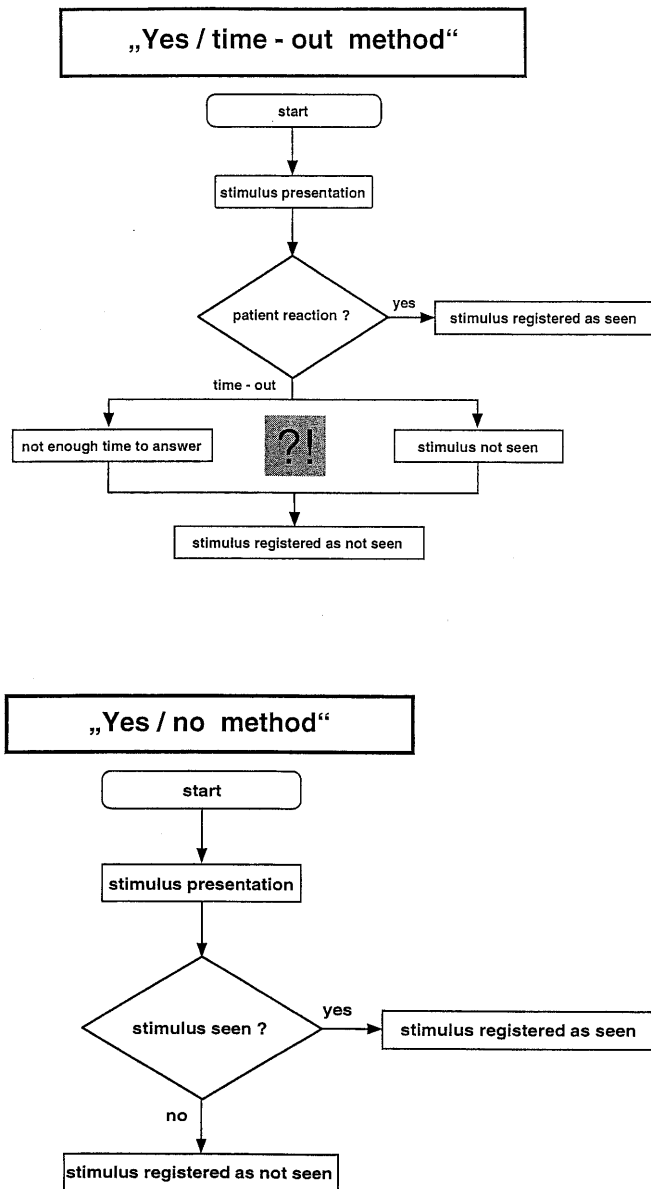 „Yes / time - out method“
start
stimulus presentation
patient reaction ?
yes
stimulus registered as seen
time - out
not enough time to answer
?!
stimulus not seen
stimulus registered as not seen
„Yes / no method“
start
stimulus presentation
stimulus seen ?
yes
stimulus registered as seen
no
stimulus registered as not seen